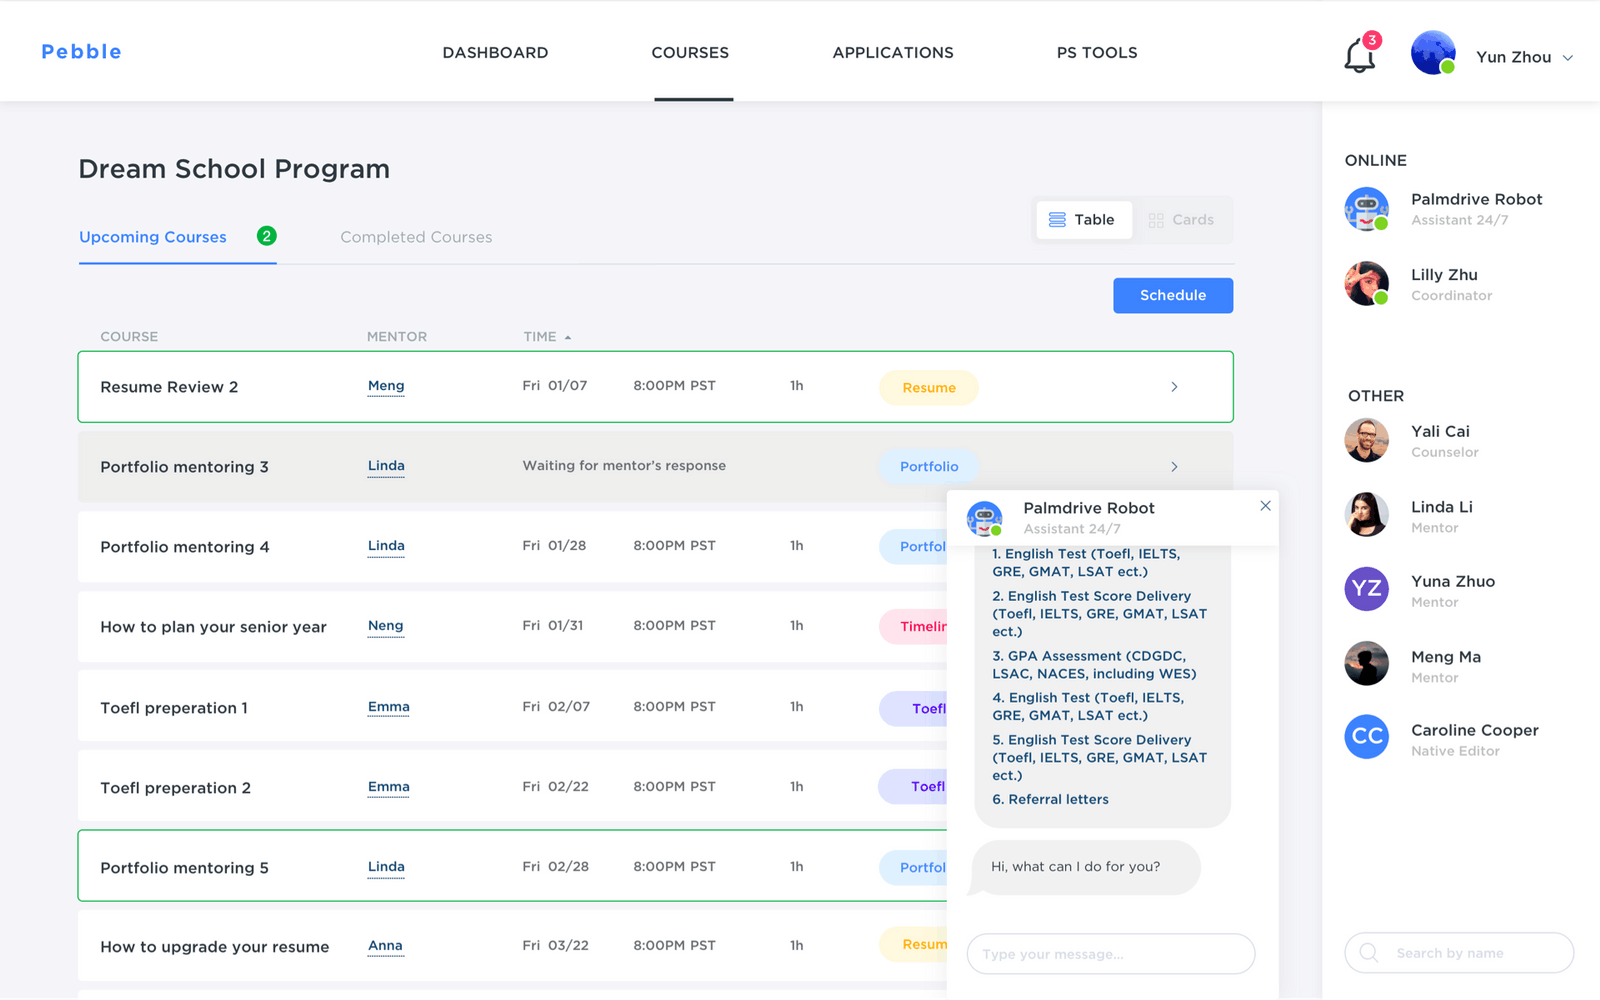 Pebble
DASHBOARD
COURSES
APPLICATIONS
PS TOOLS
3
Yun Zhou
Dream School Program
Upcoming Courses 2
Completed Courses
Table
Cards
Schedule
COURSE MENTOR TIME
Resume Review 2 Meng Fri 01/07 8:00PM PST 1h Resume
Portfolio mentoring 3 Linda Waiting for mentor's response Portfolio
Portfolio mentoring 4 Linda Fri 01/28 8:00PM PST 1h Portfol
How to plan your senior year Neng Fri 01/31 8:00PM PST 1h Timelin
Toefl preperation 1 Emma Fri 02/07 8:00PM PST 1h Toefl
Toefl preperation 2 Emma Fri 02/22 8:00PM PST 1h Toefl
Portfolio mentoring 5 Linda Fri 02/28 8:00PM PST 1h Portfol
How to upgrade your resume Anna Fri 03/22 8:00PM PST 1h Resum
Palmdrive Robot
Assistant 24/7
1. English Test (Toefl, IELTS,
GRE, GMAT, LSAT ect.)
2. English Test Score Delivery
(Toefl, IELTS, GRE, GMAT, LSAT
ect.)
3. GPA Assessment (CDGDC,
LSAC, NACES, including WES)
4. English Test (Toefl, IELTS,
GRE, GMAT, LSAT ect.)
5. English Test Score Delivery
(Toefl, IELTS, GRE, GMAT, LSAT
ect.)
6. Referral letters
Hi, what can I do for you?
Type your message...
ONLINE
Palmdrive Robot
Assistant 24/7
Lilly Zhu
Coordinator
OTHER
Yali Cai
Counselor
Linda Li
Mentor
YZ
Yuna Zhuo
Mentor
Meng Ma
Mentor
CC
Caroline Cooper
Native Editor
Search by name